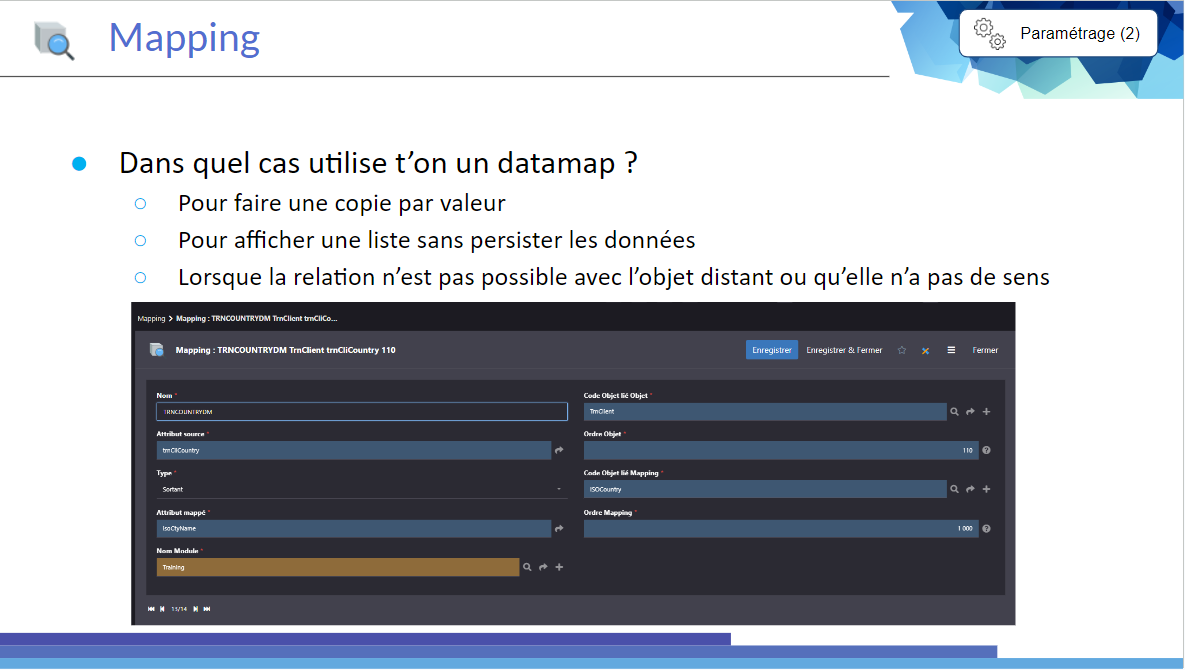 Mapping
Paramétrage (2)
Dans quel cas utilise t’on un datamap ?
Pour faire une copie par valeur
Pour afficher une liste sans persister les données
Lorsque la relation n’est pas possible avec l’objet distant ou qu’elle n’a pas de sens
Mapping > Mapping : TRNCOUNTRYDM TrnClient trnCliCo...
Mapping : TRNCOUNTRYDM TrnClient trnCliCountry 110
Enregistrer Enregistrer & Fermer Fermer
Nom * Code Objet lié Objet *
TRNCOUNTRYDM TrnClient
Attribut source * Ordre Objet *
trnCliCountry 110
Type * Code Objet lié Mapping *
Sortant ISOCountry
Attribut mappé * Ordre Mapping *
isoCtyName 1 000
Nom Module *
Training
13/14